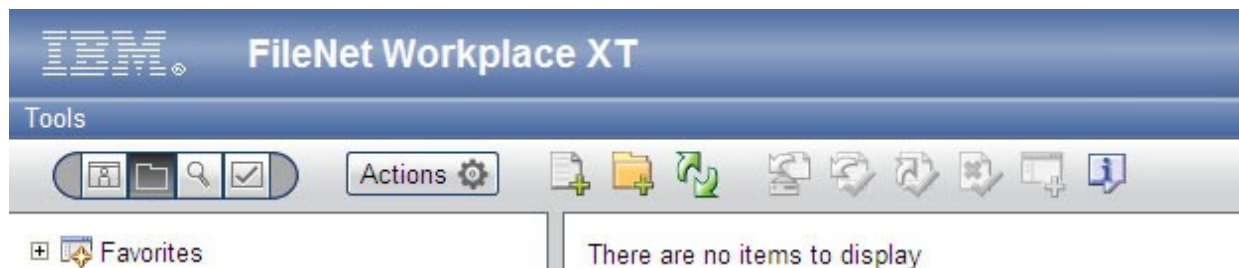 IBM® FileNet Workplace XT
Tools
Actions
Favorites
There are no items to display